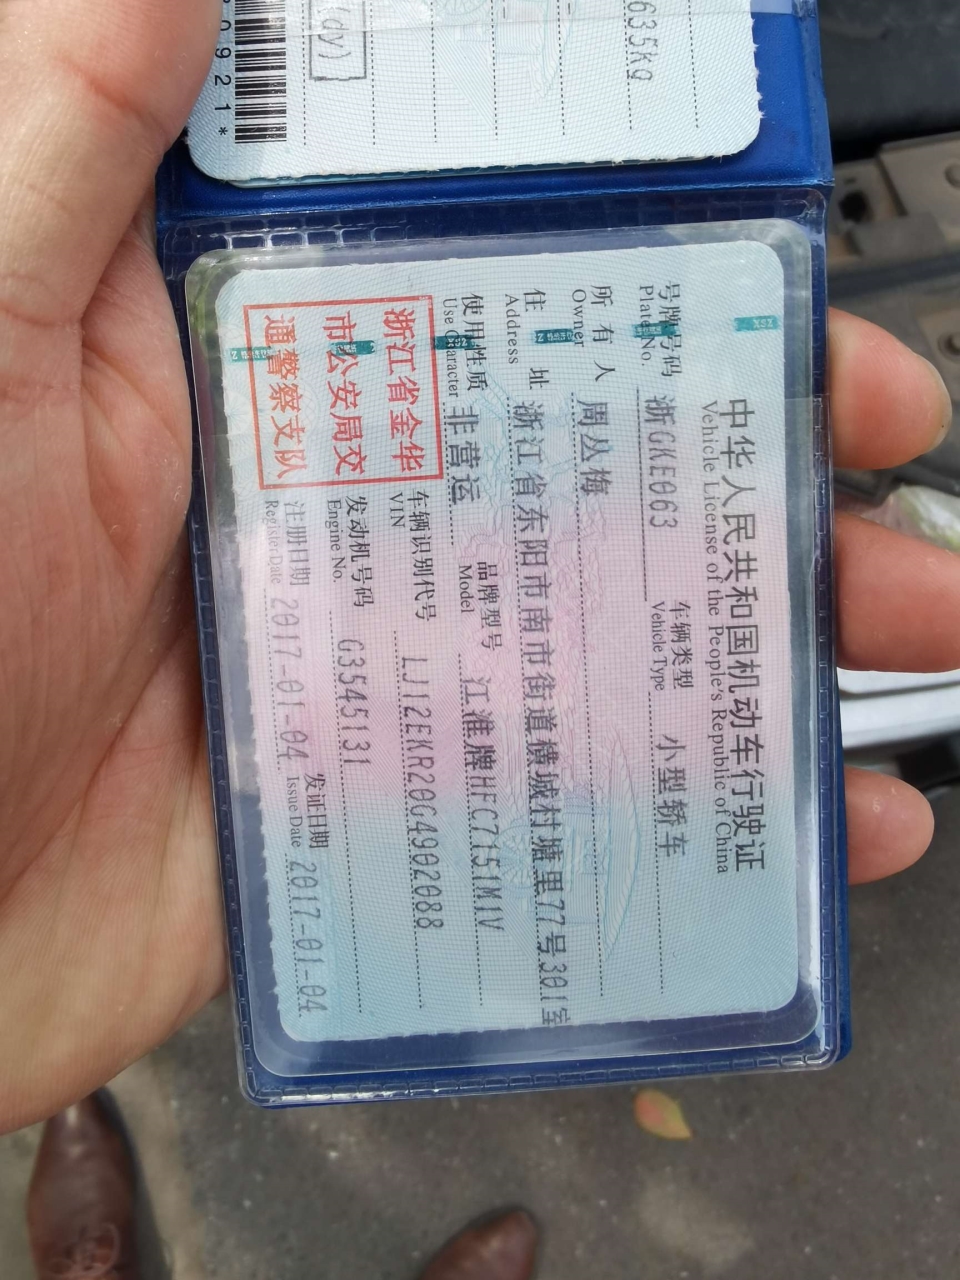 中华人民共和国机动车行驶证
Vehicle License of the People's Republic of China
号牌号码 浙GKE063 车辆类型 小型轿车
Plate No. Vehicle Type
所有人 周丛梅
Owner
住址 浙江省东阳市南市街道横城村塘里77号301室
Address
使用性质 非营运 品牌型号 江淮牌HFC7151M1V
Use Character Model
浙江省金华
市公安局交
通警察支队
车辆识别代号 LJ12EKR20G4902088
VIN
发动机号码 G3545131
Engine No.
注册日期 2017-01-04 发证日期 2017-01-04
Register Date Issue Date
635KQ
dy)
0921*